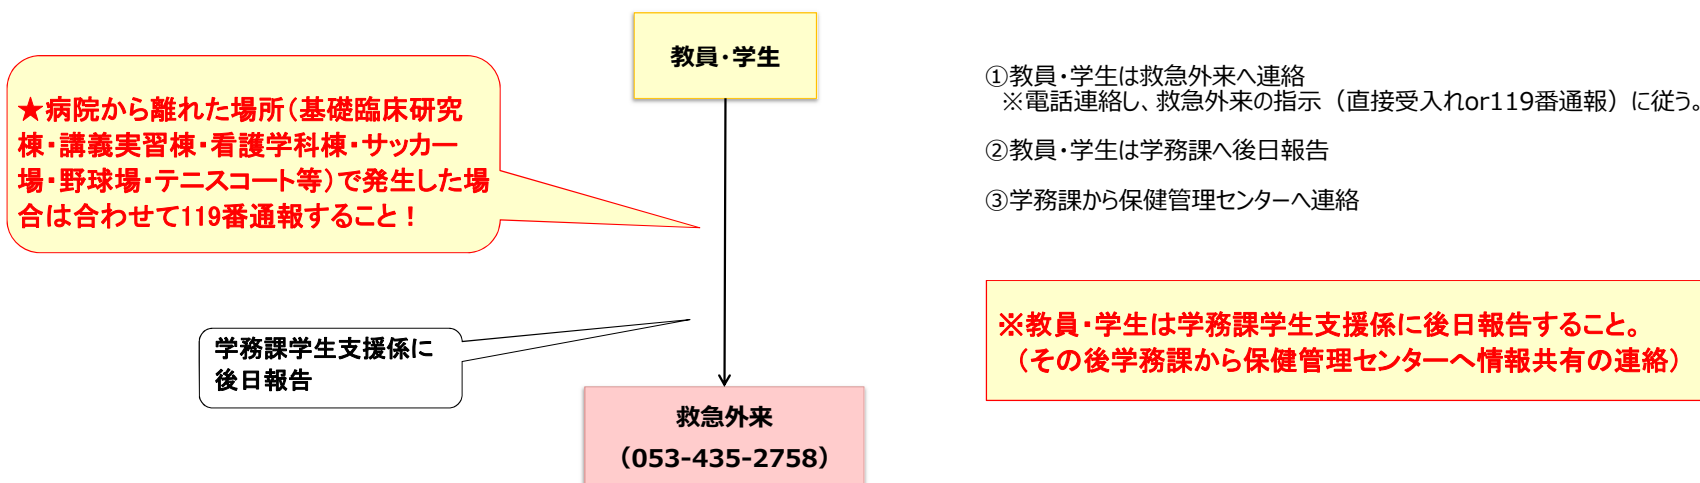 教員・学生
★病院から離れた場所（基礎臨床研究
棟・講義実習棟・看護学科棟・サッカー
場・野球場・テニスコート等）で発生した場
合は合わせて119番通報すること！
学務課学生支援係に
後日報告
救急外来
（053-435-2758）
①教員・学生は救急外来へ連絡
※電話連絡し、救急外来の指示（直接受入れor119番通報）に従う。
②教員・学生は学務課へ後日報告
③学務課から保健管理センターへ連絡
※教員・学生は学務課学生支援係に後日報告すること。
（その後学務課から保健管理センターへ情報共有の連絡）